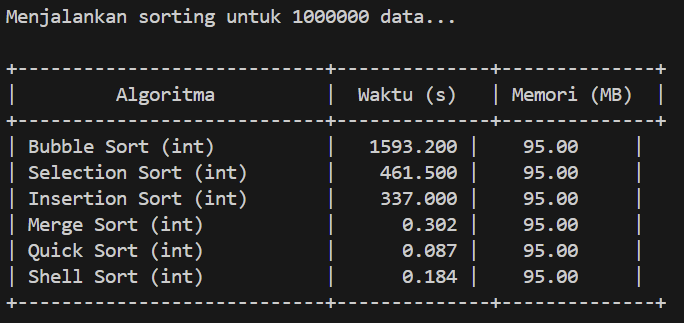 Menjalankan sorting untuk 1000000 data...
+----------------------------+--------------+--------------+
|         Algoritma          |  Waktu (s)   | Memori (MB)  |
+----------------------------+--------------+--------------+
| Bubble Sort (int)          |   1593.200 |    95.00     |
| Selection Sort (int)       |    461.500 |    95.00     |
| Insertion Sort (int)       |    337.000 |    95.00     |
| Merge Sort (int)           |      0.302 |    95.00     |
| Quick Sort (int)           |      0.087 |    95.00     |
| Shell Sort (int)           |      0.184 |    95.00     |
+----------------------------+--------------+--------------+